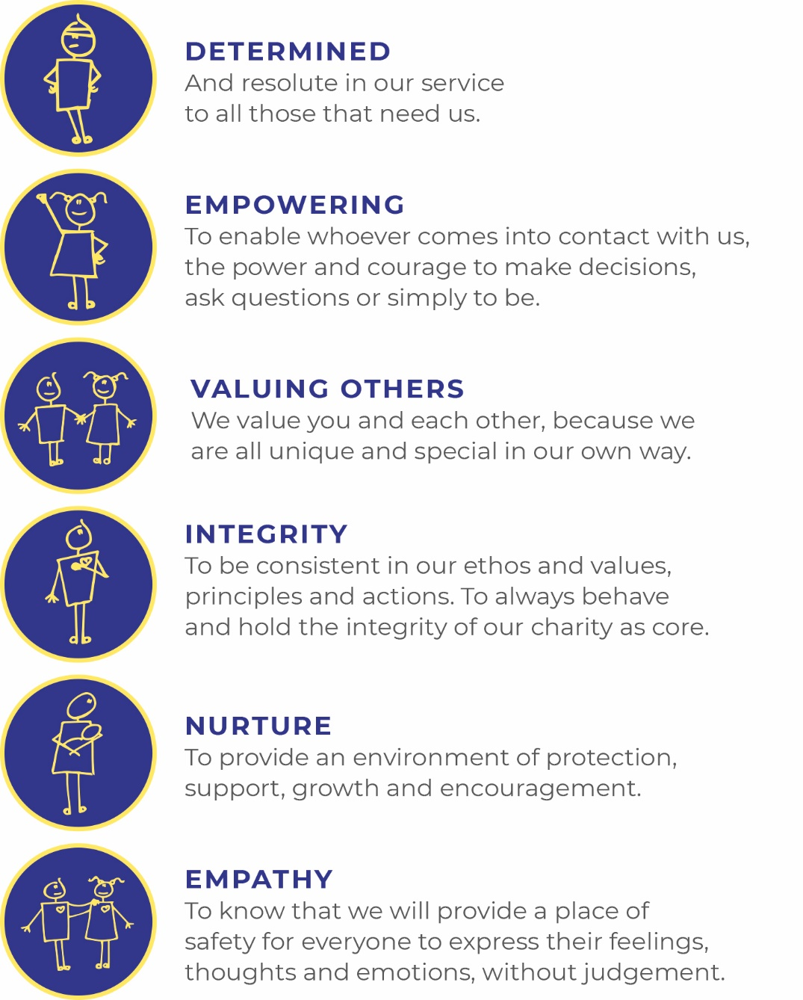 DETERMINED
And resolute in our service
to all those that need us.
EMPOWERING
To enable whoever comes into contact with us,
the power and courage to make decisions,
ask questions or simply to be.
VALUING OTHERS
We value you and each other, because we
are all unique and special in our own way.
INTEGRITY
To be consistent in our ethos and values,
principles and actions. To always behave
and hold the integrity of our charity as core.
NURTURE
To provide an environment of protection,
support, growth and encouragement.
EMPATHY
To know that we will provide a place of
safety for everyone to express their feelings,
thoughts and emotions, without judgement.